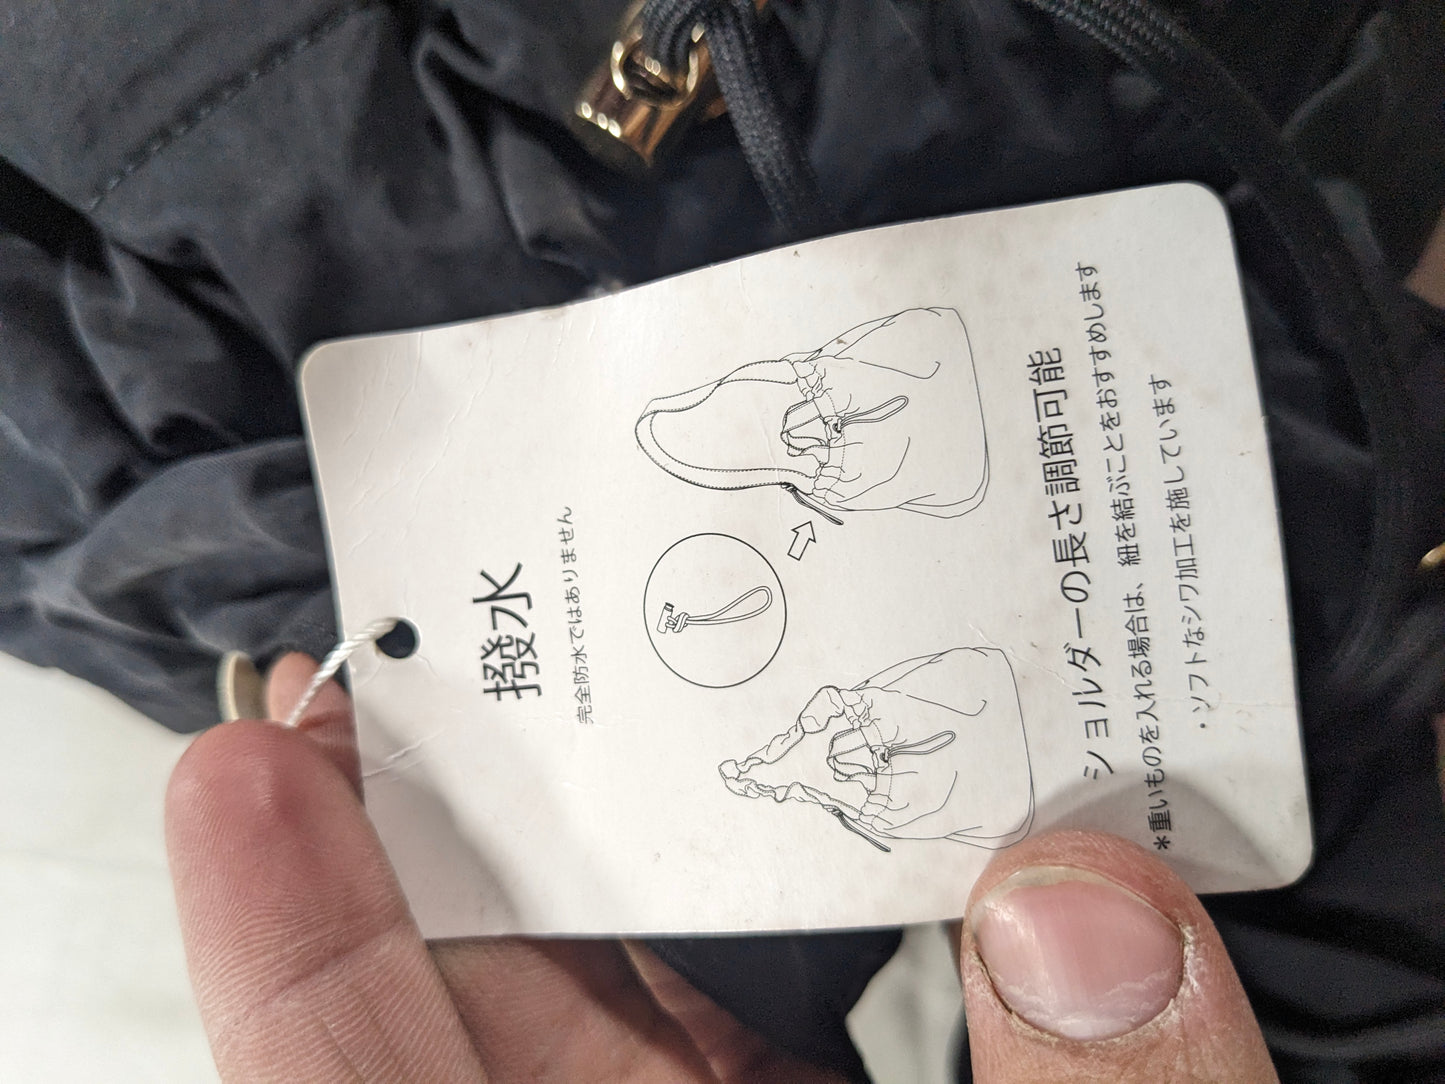 撥水
完全防水ではありません
ショルダーの長さ調節可能
*重いものを入れる場合は、紐を結ぶことをおすすめします
・ソフトなシワ加工を施しています